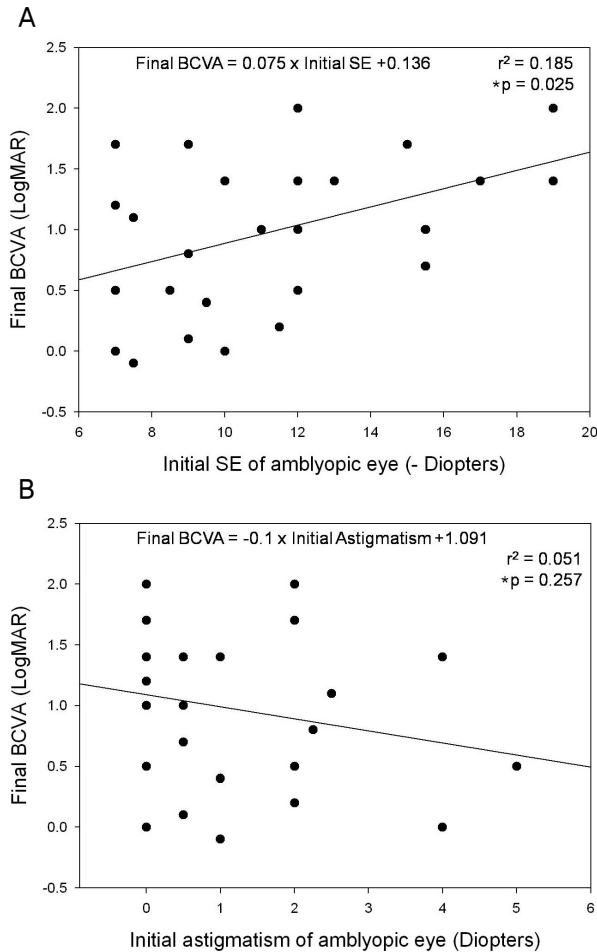 A
Final BCVA = 0.075 x Initial SE +0.136
r² = 0.185
*p = 0.025
2.5
2.0
1.5
1.0
0.5
0.0
-0.5
Final BCVA (LogMAR)
6 8 10 12 14 16 18 20
Initial SE of amblyopic eye (- Diopters)
B
Final BCVA = -0.1 x Initial Astigmatism +1.091
r² = 0.051
*p = 0.257
2.5
2.0
1.5
1.0
0.5
0.0
-0.5
Final BCVA (LogMAR)
0 1 2 3 4 5 6
Initial astigmatism of amblyopic eye (Diopters)